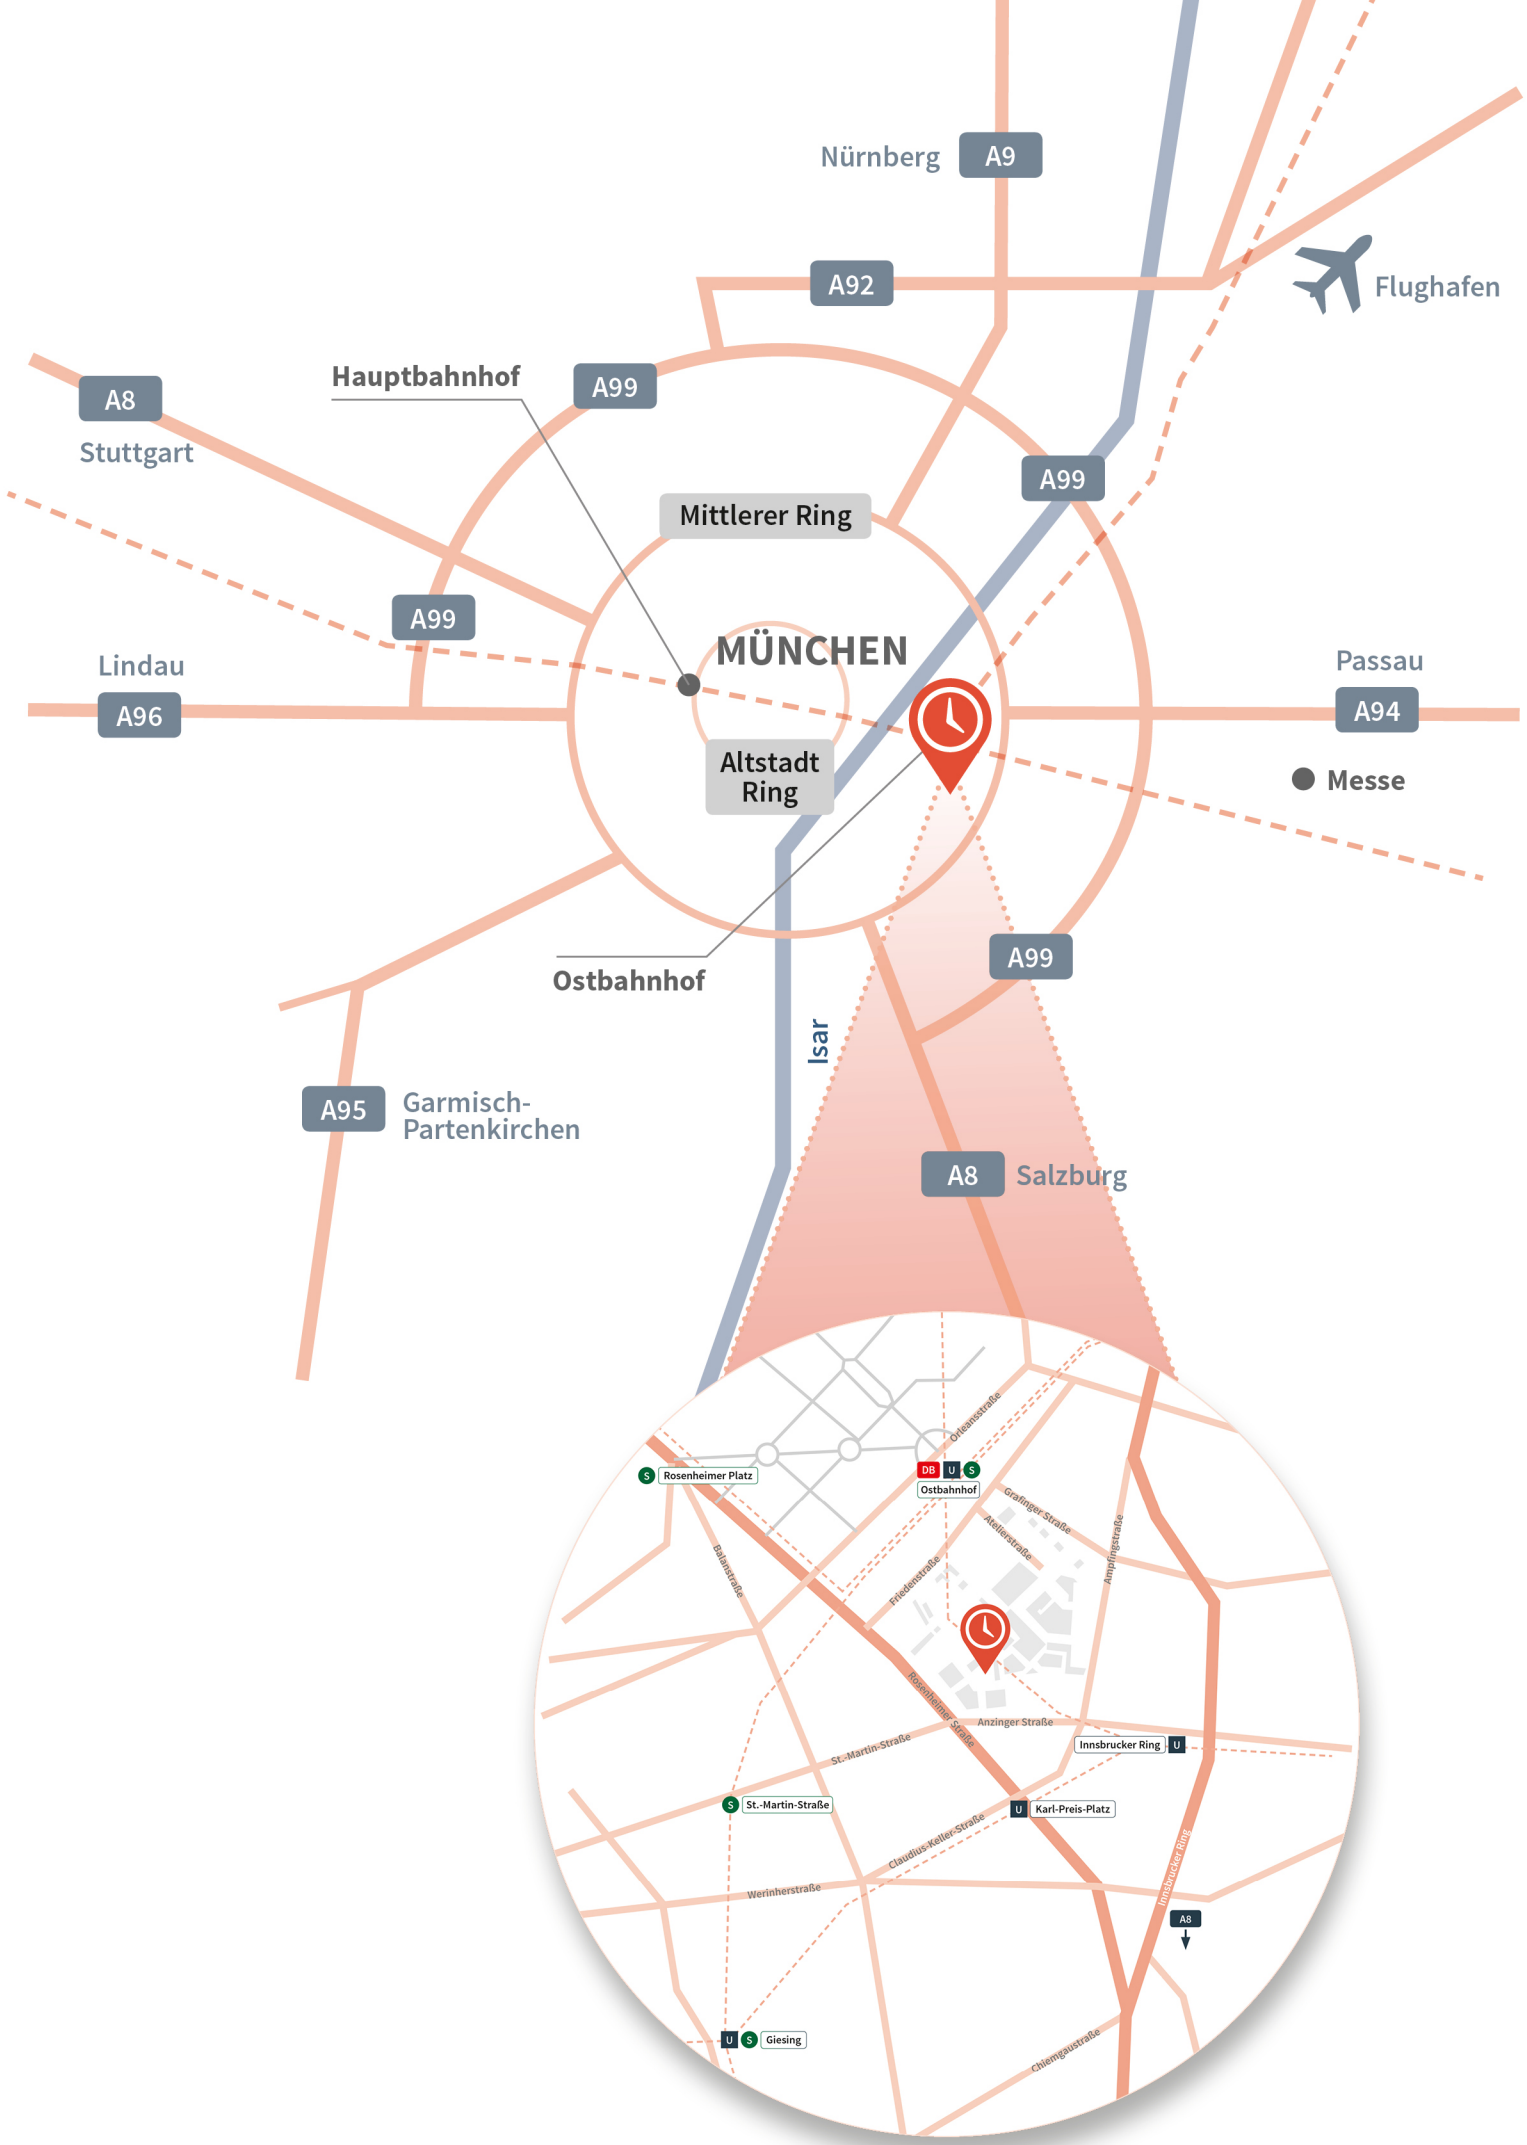 Nürnberg
A9
A92
Flughafen
Hauptbahnhof
A99
A8
Stuttgart
A99
Mittlerer Ring
A99
MÜNCHEN
Lindau
A96
Passau
A94
Altstadt
Ring
Messe
A99
Ostbahnhof
Isar
A95
Garmisch-
Partenkirchen
A8
Salzburg
Orleansstraße
S
Rosenheimer Platz
DB
U
S
Ostbahnhof
Grafinger Straße
Atelierstraße
Ampfingstraße
Friedenstraße
Balanstraße
Rosenheimer Straße
Anzinger Straße
St.-Martin-Straße
Innsbrucker Ring
U
S
St.-Martin-Straße
U
Karl-Preis-Platz
Claudius-Keller-Straße
Werinherstraße
Innsbrucker Ring
A8
U
S
Giesing
Chiemgaustraße